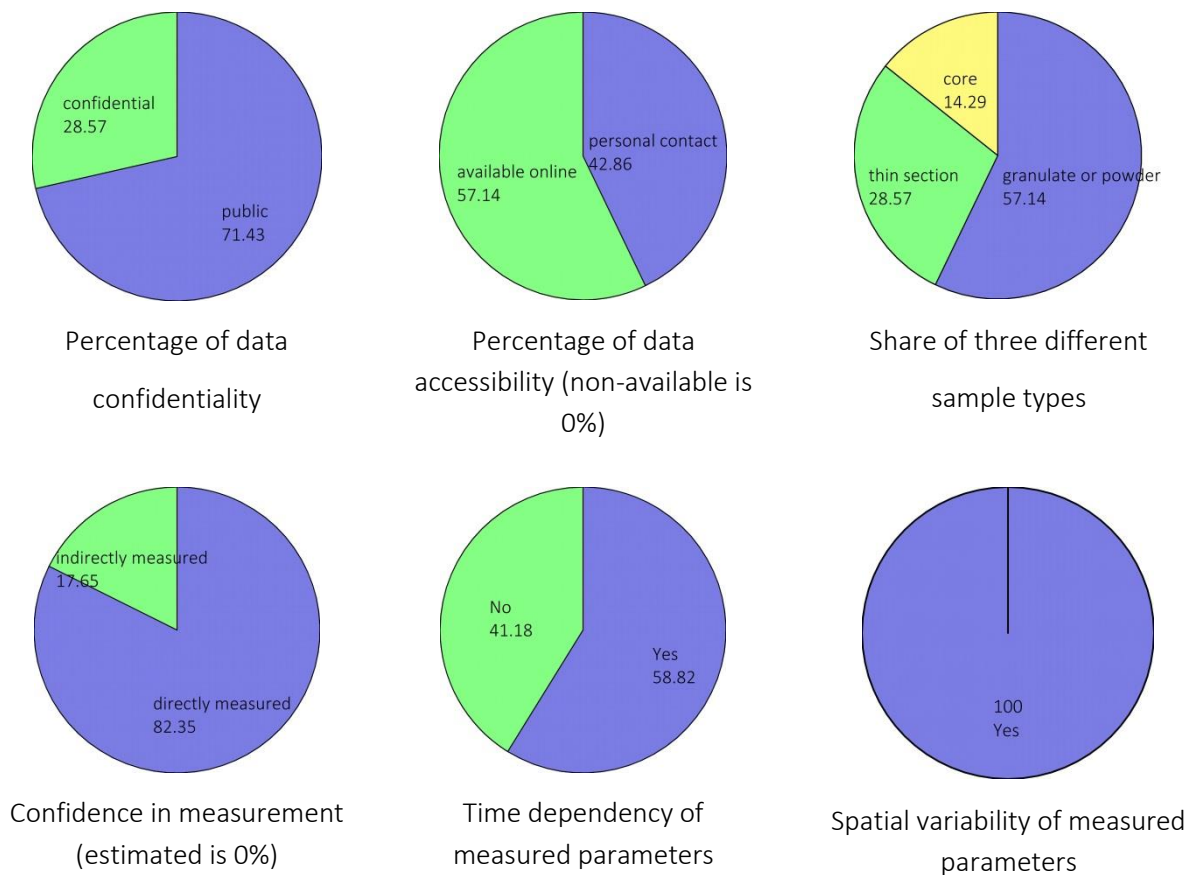 confidential
28.57
public
71.43
Percentage of data
confidentiality
personal contact
42.86
available online
57.14
Percentage of data
accessibility (non-available is
0%)
core
14.29
thin section
28.57
granulate or powder
57.14
Share of three different
sample types
indirectly measured
17.65
directly measured
82.35
Confidence in measurement
(estimated is 0%)
No
41.18
Yes
58.82
Time dependency of
measured parameters
100
Yes
Spatial variability of measured
parameters